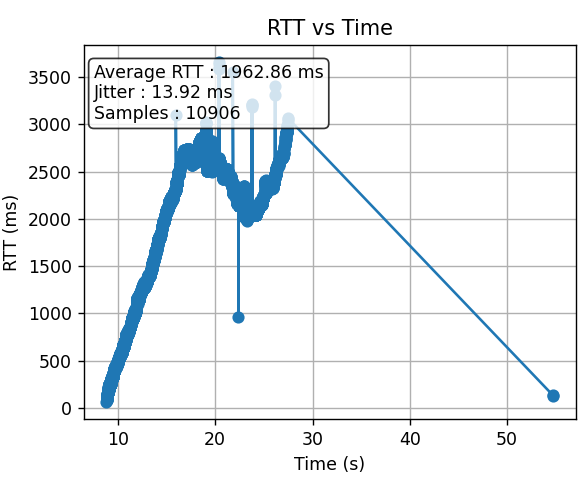 RTT vs Time
Average RTT : 1962.86 ms
Jitter : 13.92 ms
Samples : 10906
RTT (ms)
3500
3000
2500
2000
1500
1000
500
0
10
20
30
40
50
Time (s)